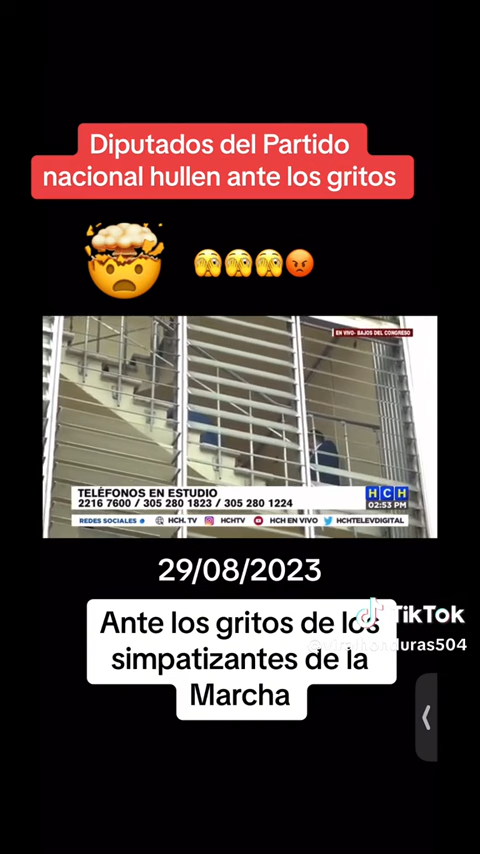 Diputados del Partido
nacional hullen ante los gritos
EN VIVO- BAJOS DEL CONGRESO
TELÉFONOS EN ESTUDIO
2216 7600 / 305 280 1823 / 305 280 1224
HCH
02:53 PM
REDES SOCIALES HCH.TV HCHTV HCH EN VIVO HCHTELEVDIGITAL
29/08/2023
Ante los gritos de los
simpatizantes de la
Marcha
TikTok